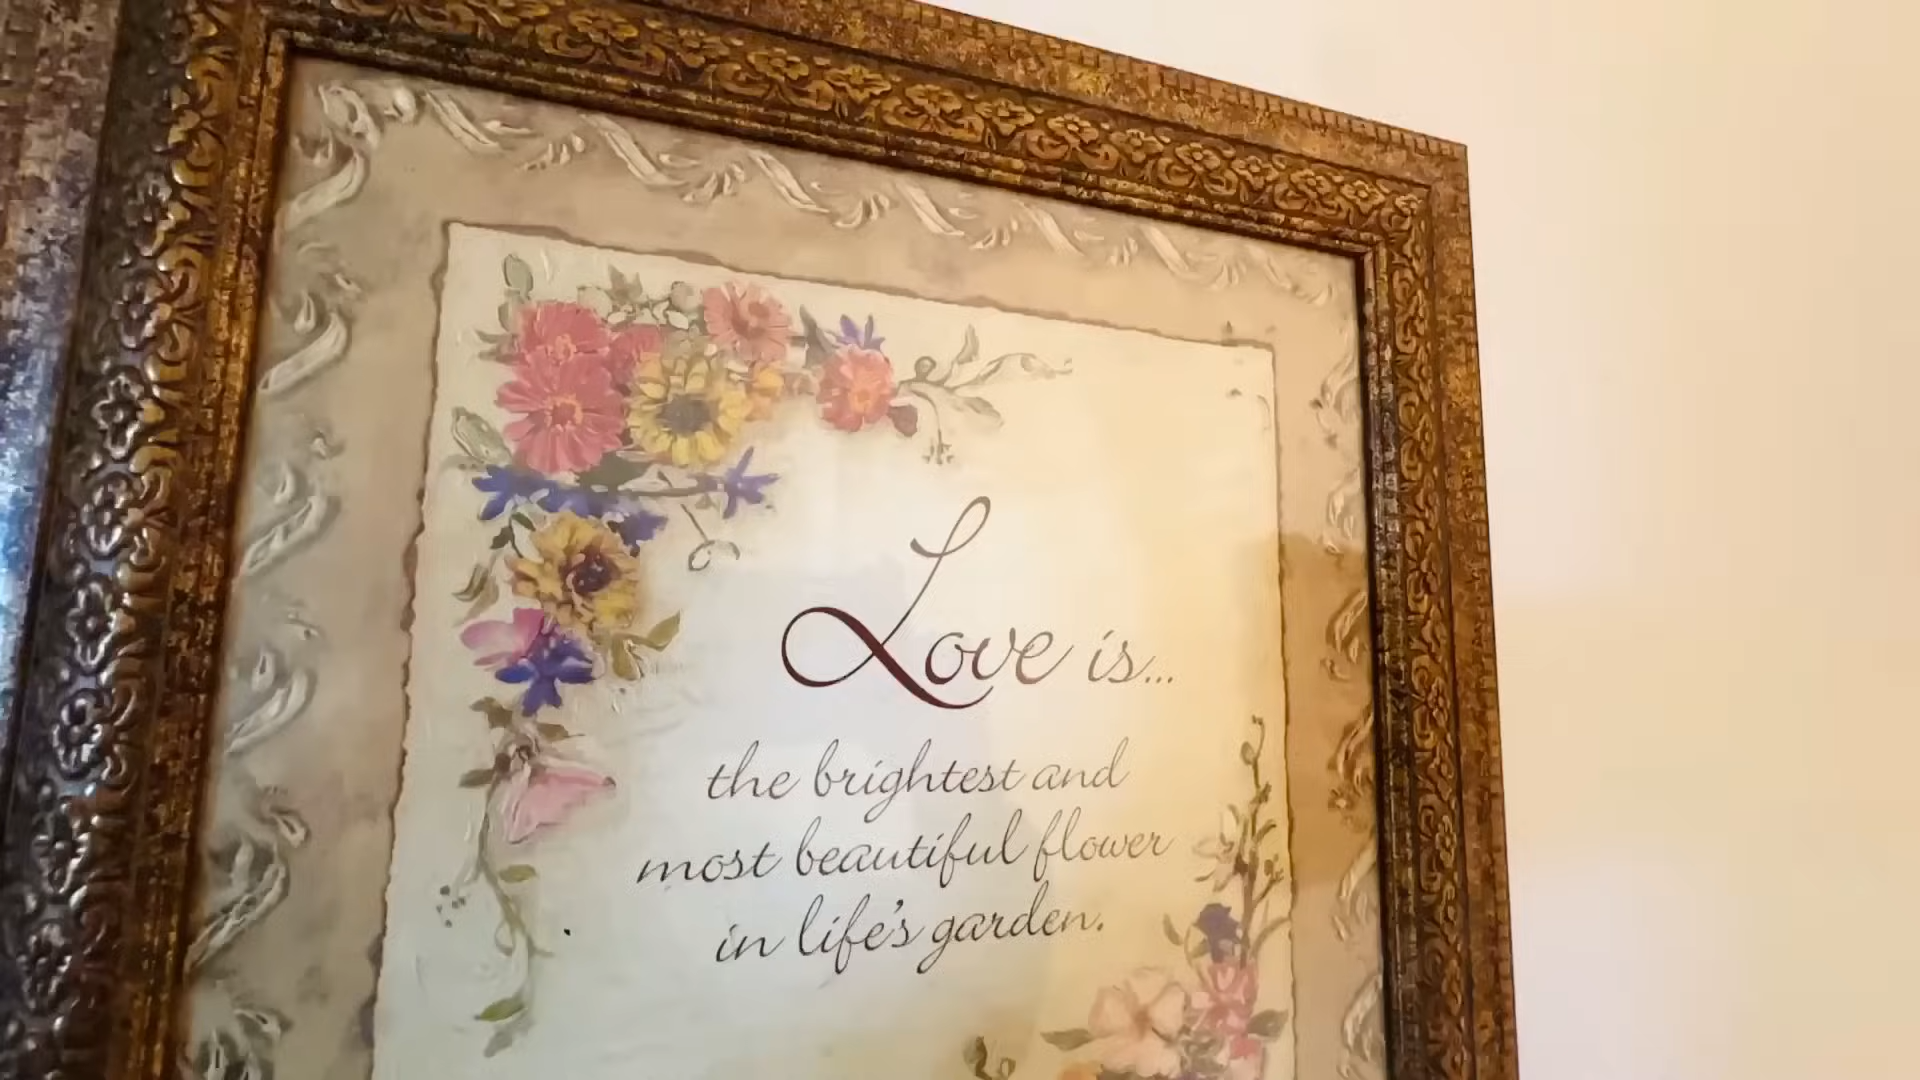 Love is...
the brightest and
most beautiful flower
in life's garden.